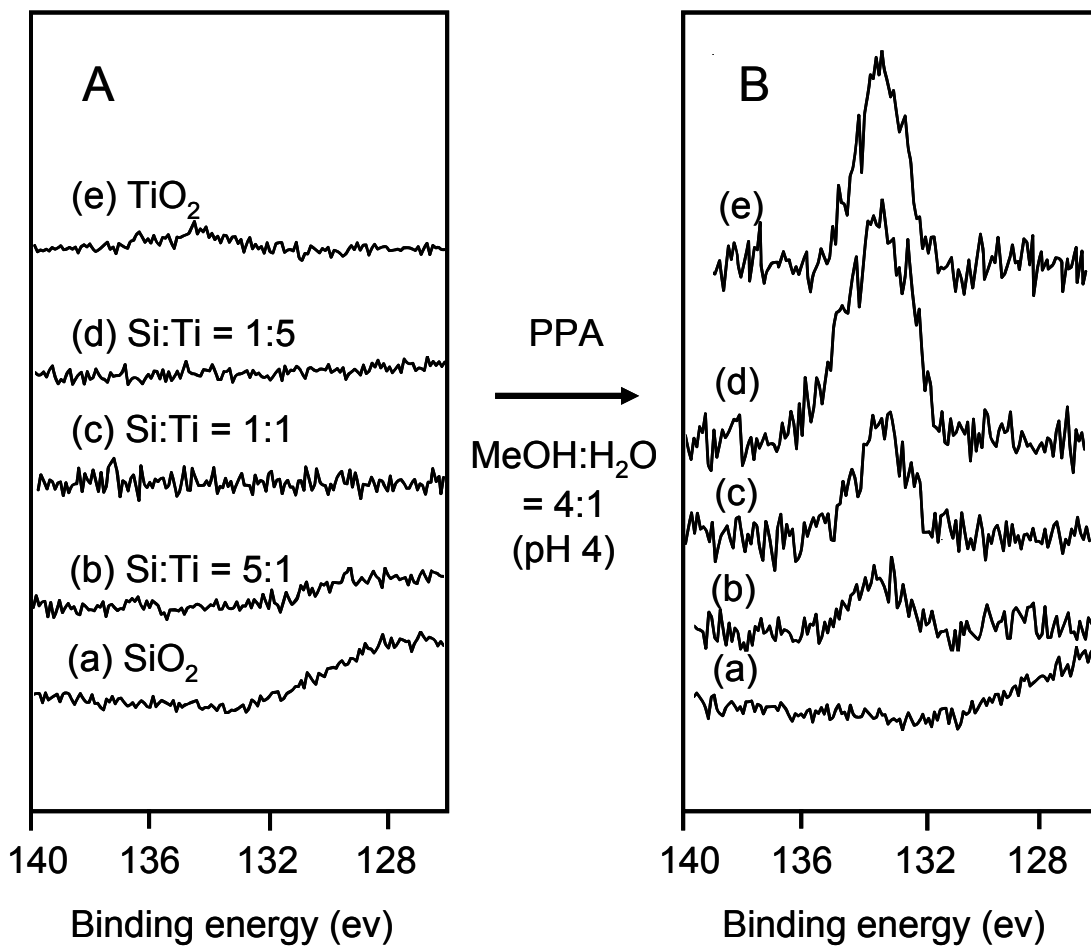 A
(e) TiO₂
(d) Si:Ti = 1:5
(c) Si:Ti = 1:1
(b) Si:Ti = 5:1
(a) SiO₂
140 136 132 128
Binding energy (ev)
PPA
MeOH:H₂O
= 4:1
(pH 4)
B
(e)
(d)
(c)
(b)
(a)
140 136 132 128
Binding energy (ev)